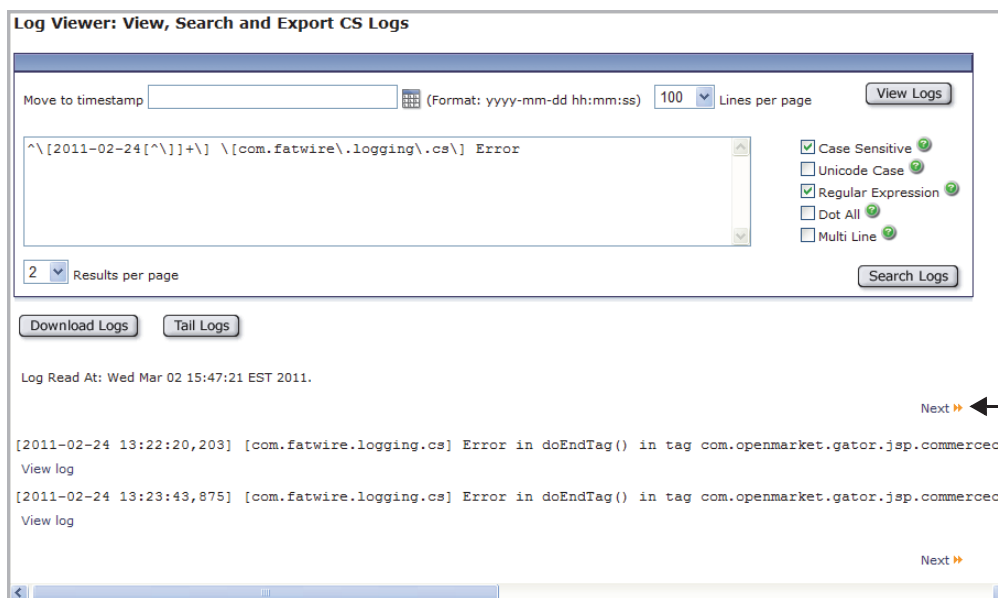 Log Viewer: View, Search and Export CS Logs
Move to timestamp (Format: yyyy-mm-dd hh:mm:ss) 100 Lines per page View Logs
^\[2011-02-24[^\]]+\] \[com.fatwire\.logging\.cs\] Error
Case Sensitive
Unicode Case
Regular Expression
Dot All
Multi Line
2 Results per page Search Logs
Download Logs Tail Logs
Log Read At: Wed Mar 02 15:47:21 EST 2011.
Next
[2011-02-24 13:22:20,203] [com.fatwire.logging.cs] Error in doEndTag() in tag com.openmarket.gator.jsp.commercec
View log
[2011-02-24 13:23:43,875] [com.fatwire.logging.cs] Error in doEndTag() in tag com.openmarket.gator.jsp.commercec
View log
Next